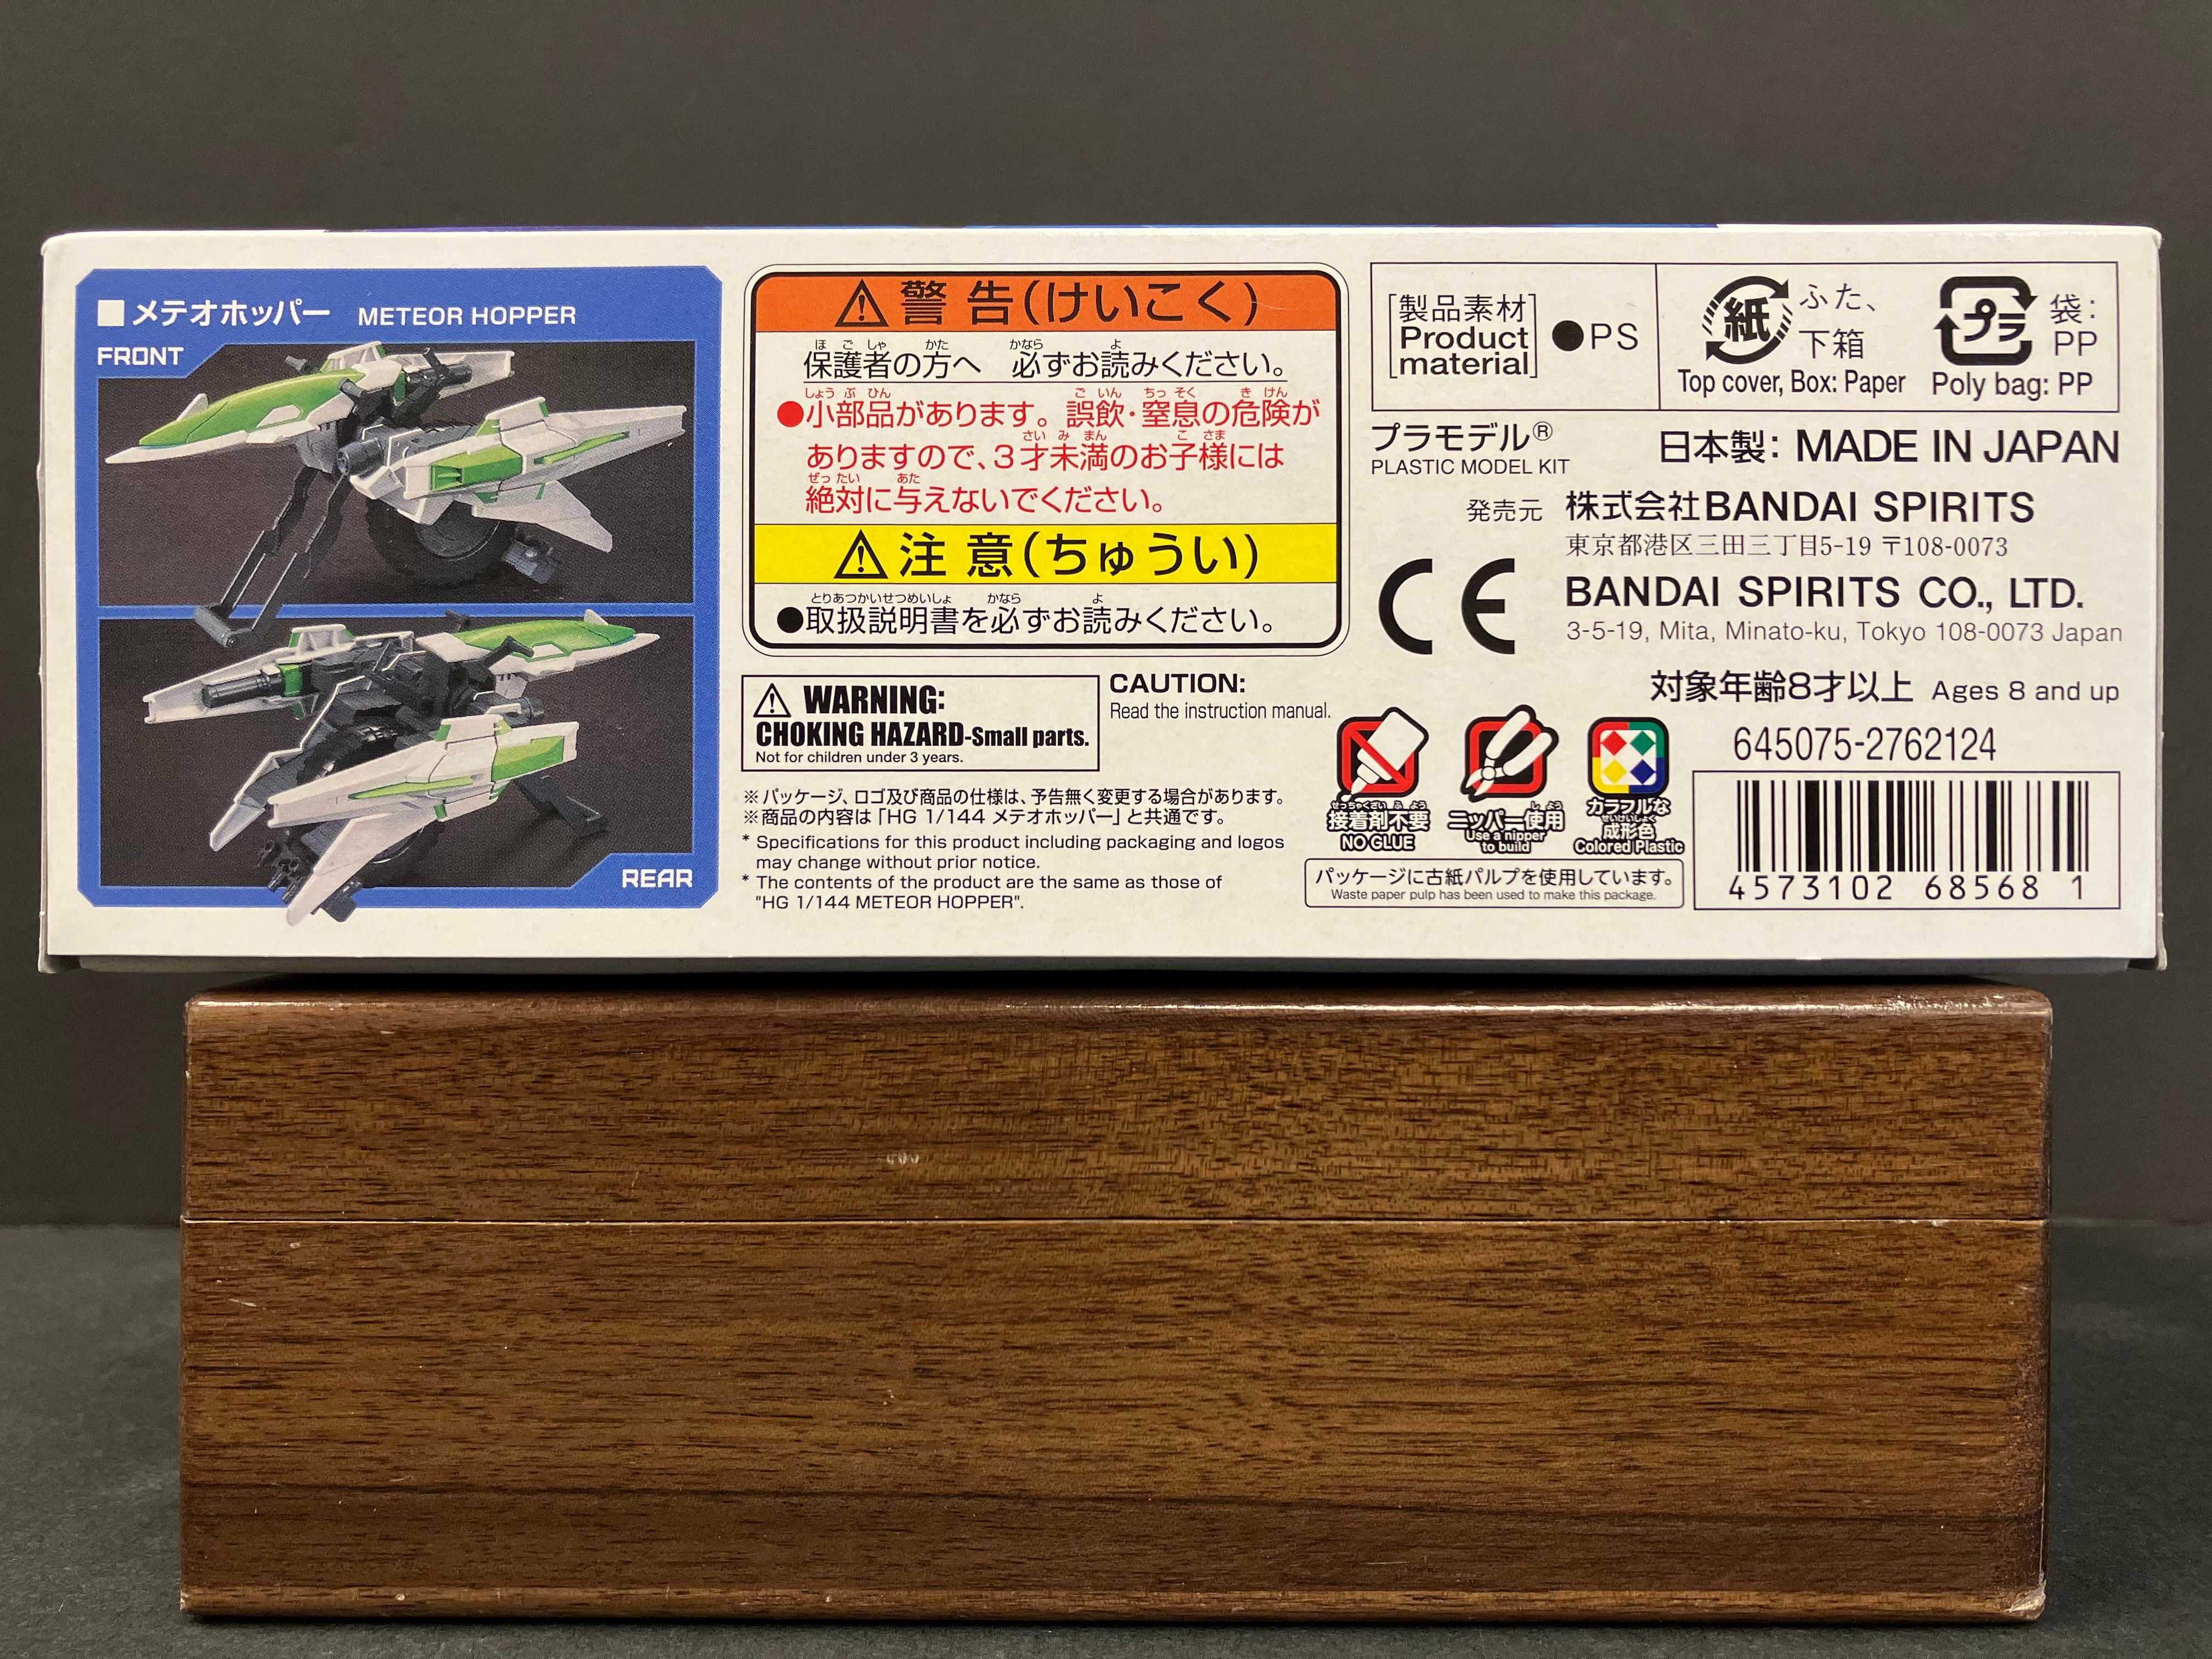 ■メテオホッパー METEOR HOPPER
FRONT
REAR
⚠警告(けいこく)
保護者の方へ 必ずお読みください。
●小部品があります。誤飲・窒息の危険が
ありますので、3才未満のお子様には
絶対に与えないでください。
⚠注意(ちゅうい)
●取扱説明書を必ずお読みください。
⚠WARNING:
CHOKING HAZARD-Small parts.
Not for children under 3 years.
CAUTION:
Read the instruction manual.
※パッケージ、ロゴ及び商品の仕様は、予告無く変更する場合があります。
※商品の内容は「HG 1/144 メテオホッパー」と共通です。
* Specifications for this product including packaging and logos
may change without prior notice.
* The contents of the product are the same as those of
"HG 1/144 METEOR HOPPER".
[製品素材
Product
material]
●PS
紙
ふた、
下箱
Top cover, Box: Paper
プラ
袋:
PP
Poly bag: PP
プラモデル®
PLASTIC MODEL KIT
日本製: MADE IN JAPAN
発売元 株式会社BANDAI SPIRITS
東京都港区三田三丁目5-19 〒108-0073
CE
BANDAI SPIRITS CO., LTD.
3-5-19, Mita, Minato-ku, Tokyo 108-0073 Japan
対象年齢8才以上 Ages 8 and up
645075-2762124
接着剤不要
NO GLUE
ニッパー使用
Use a nipper
to build
カラフルな
成形色
Colored Plastic
パッケージに古紙パルプを使用しています。
Waste paper pulp has been used to make this package.
4573102 68568 1